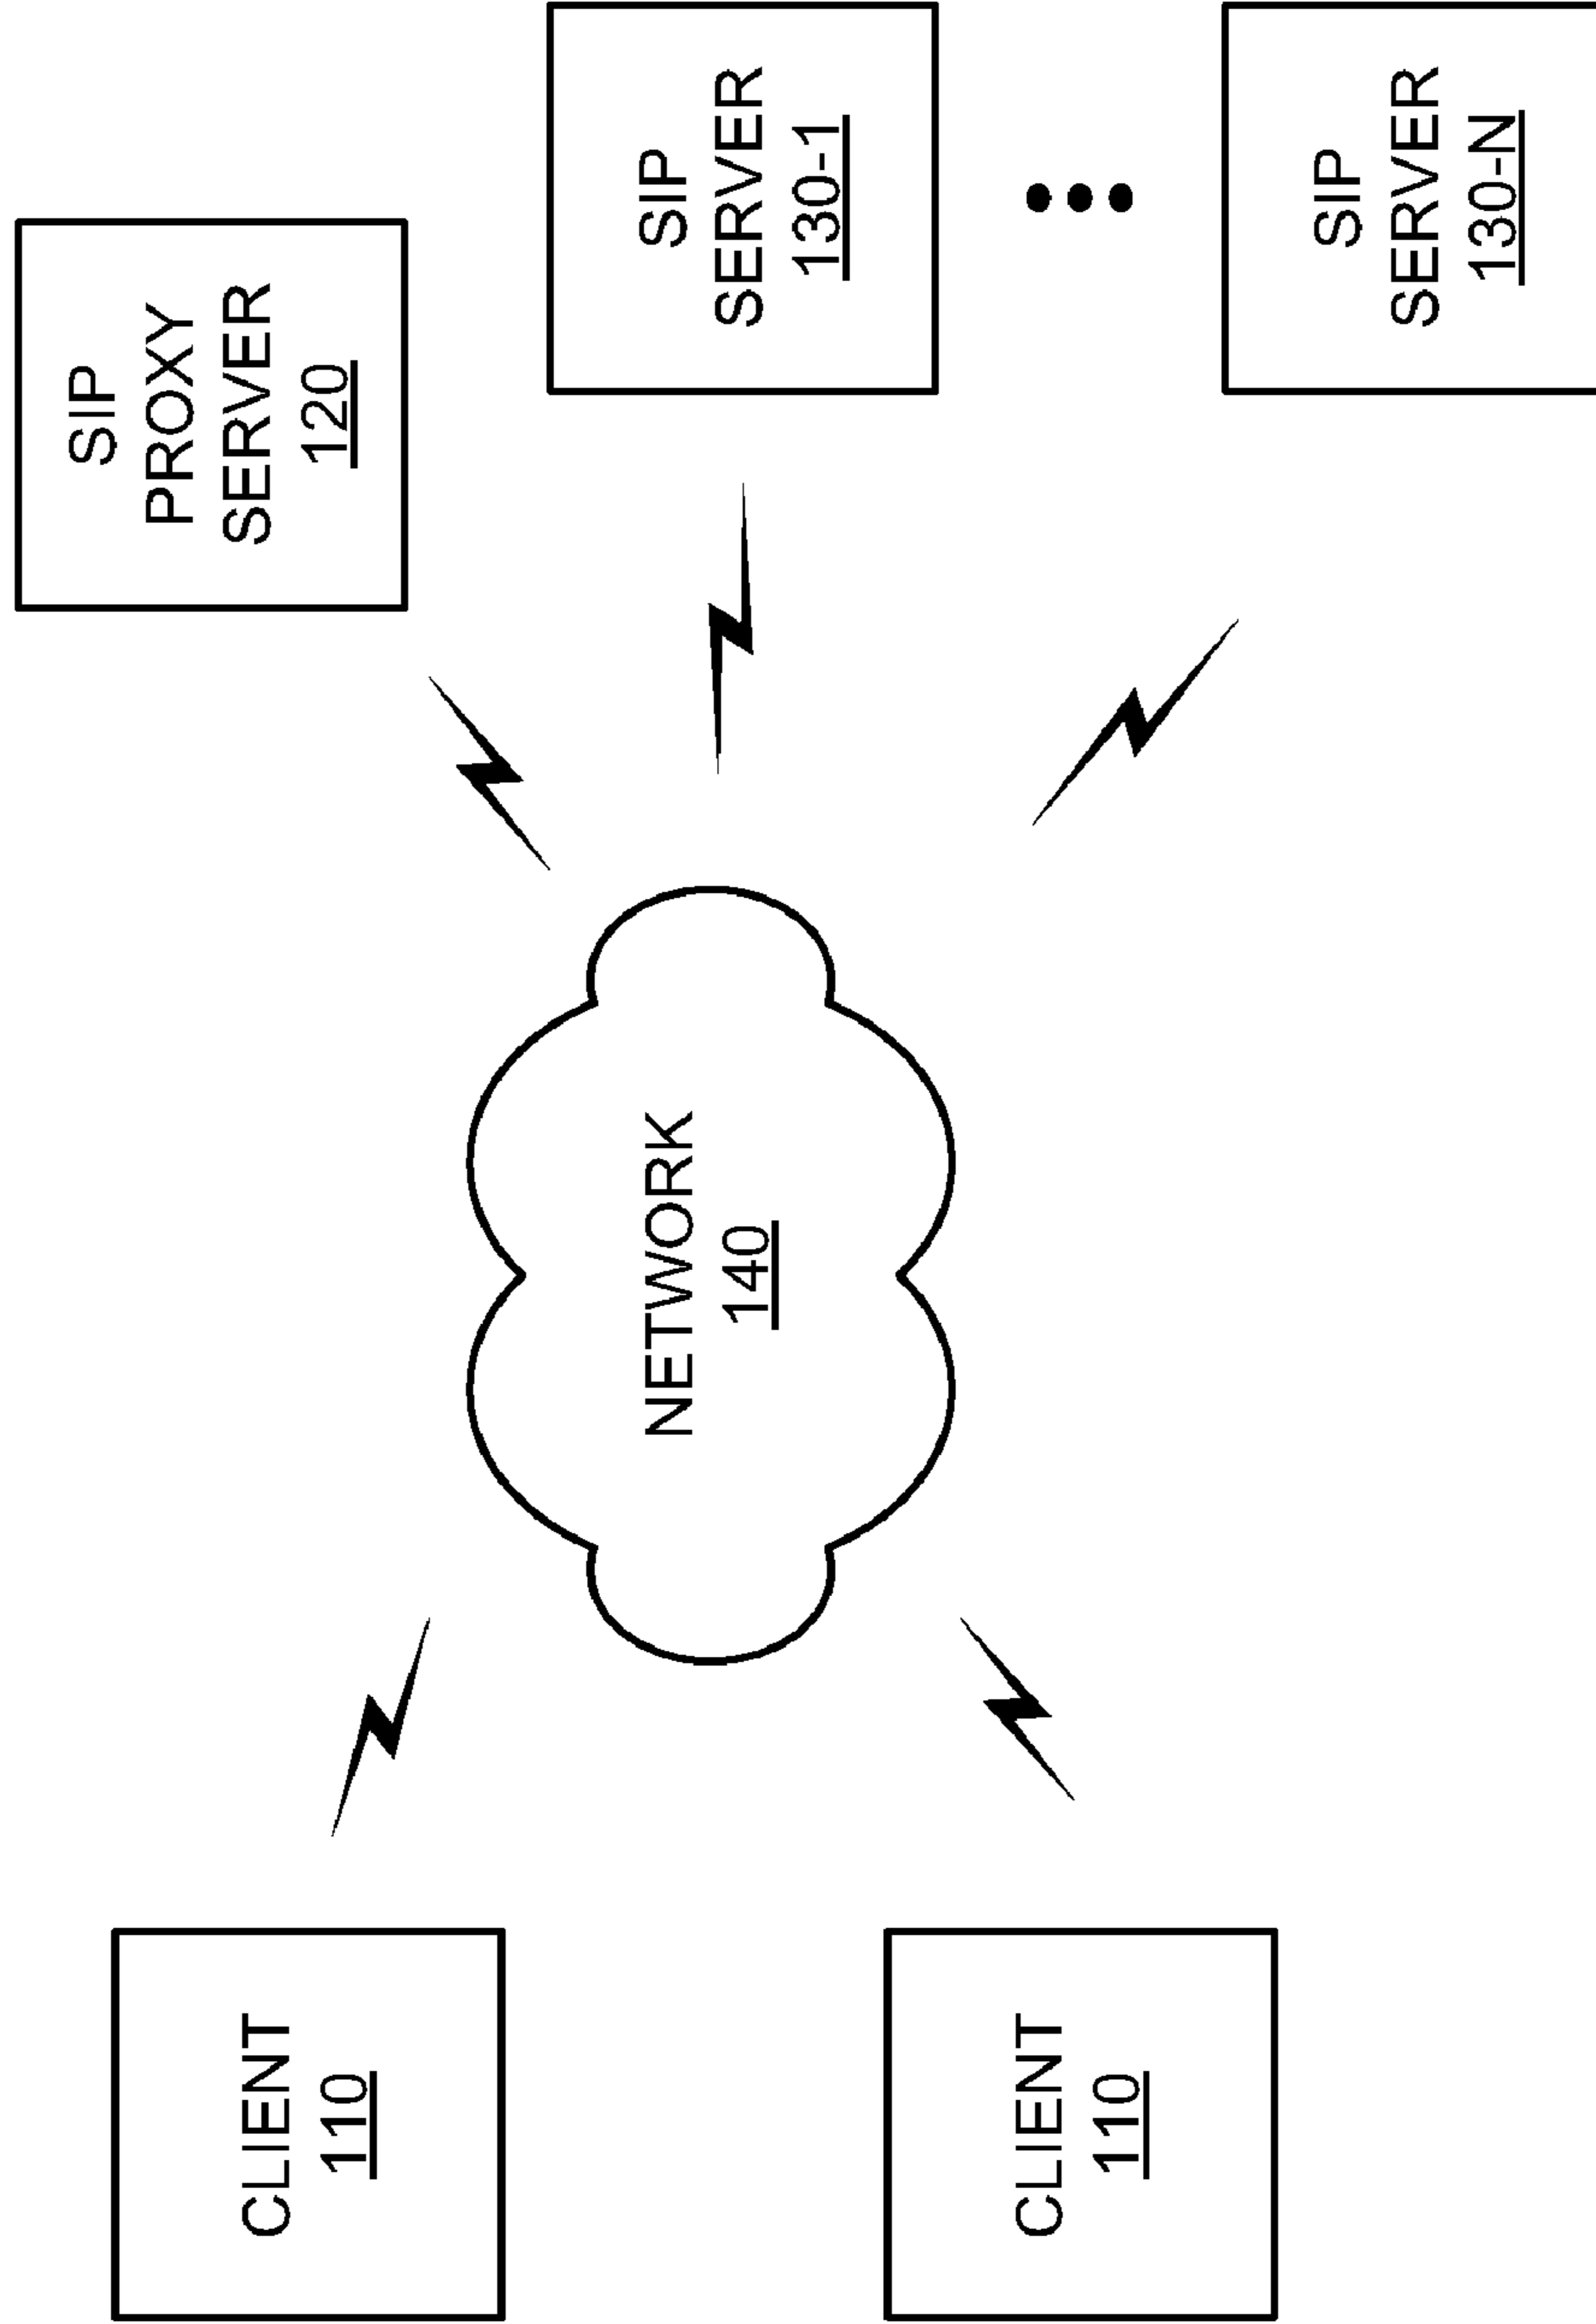 CLIENT
110
CLIENT
110
NETWORK
140
SIP
PROXY
SERVER
120
SIP
SERVER
130-1
SIP
SERVER
130-N